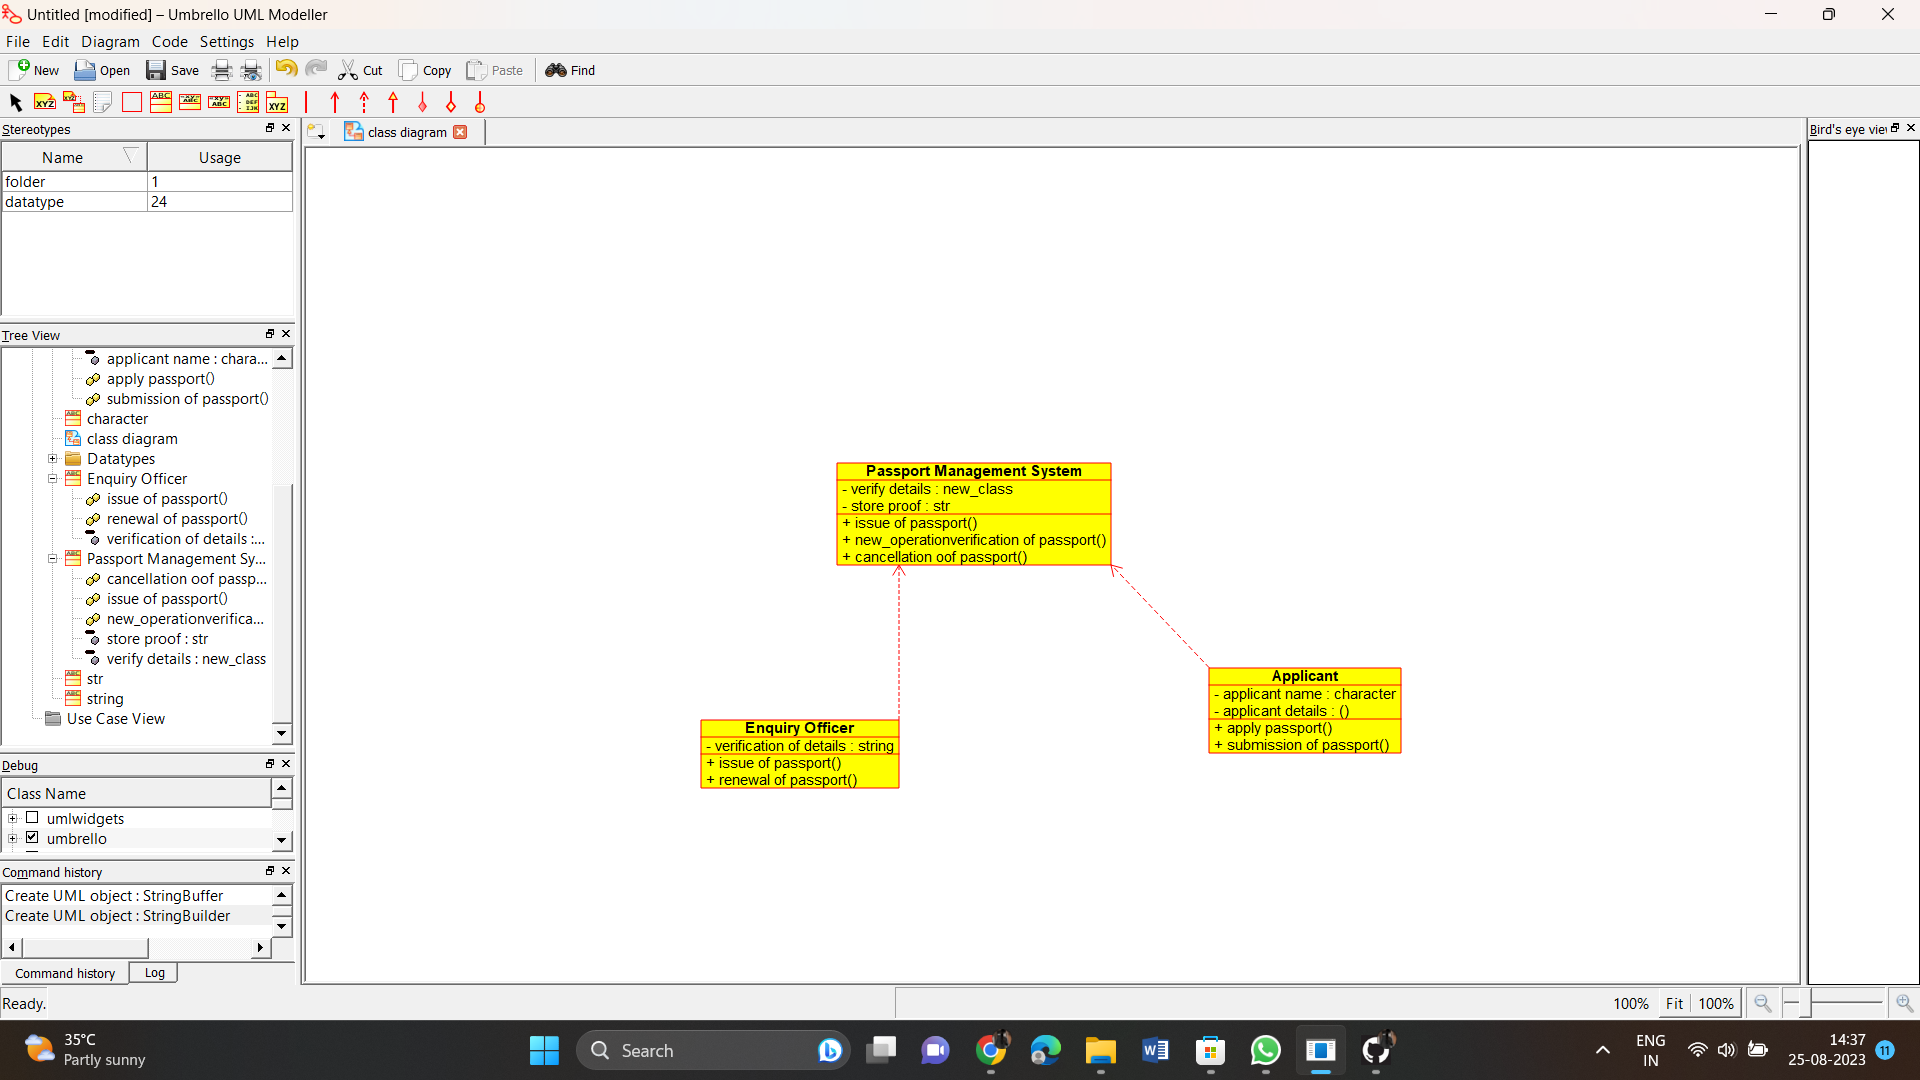 Untitled [modified] – Umbrello UML Modeller
File Edit Diagram Code Settings Help
New Open Save Cut Copy Paste Find
Stereotypes
Name Usage
folder 1
datatype 24
Tree View
applicant name : chara...
apply passport()
submission of passport()
character
class diagram
Datatypes
Enquiry Officer
issue of passport()
renewal of passport()
verification of details :...
Passport Management Sy...
cancellation oof passp...
issue of passport()
new_operationverifica...
store proof : str
verify details : new_class
str
string
Use Case View
Debug
Class Name
umlwidgets
umbrello
Command history
Create UML object : StringBuffer
Create UML object : StringBuilder
Command history Log
class diagram
Passport Management System
- verify details : new_class
- store proof : str
+ issue of passport()
+ new_operationverification of passport()
+ cancellation oof passport()
Enquiry Officer
- verification of details : string
+ issue of passport()
+ renewal of passport()
Applicant
- applicant name : character
- applicant details : ()
+ apply passport()
+ submission of passport()
Bird's eye vie
Ready.
100% Fit 100%
35°C
Partly sunny
Search
ENG
IN
14:37
25-08-2023
11